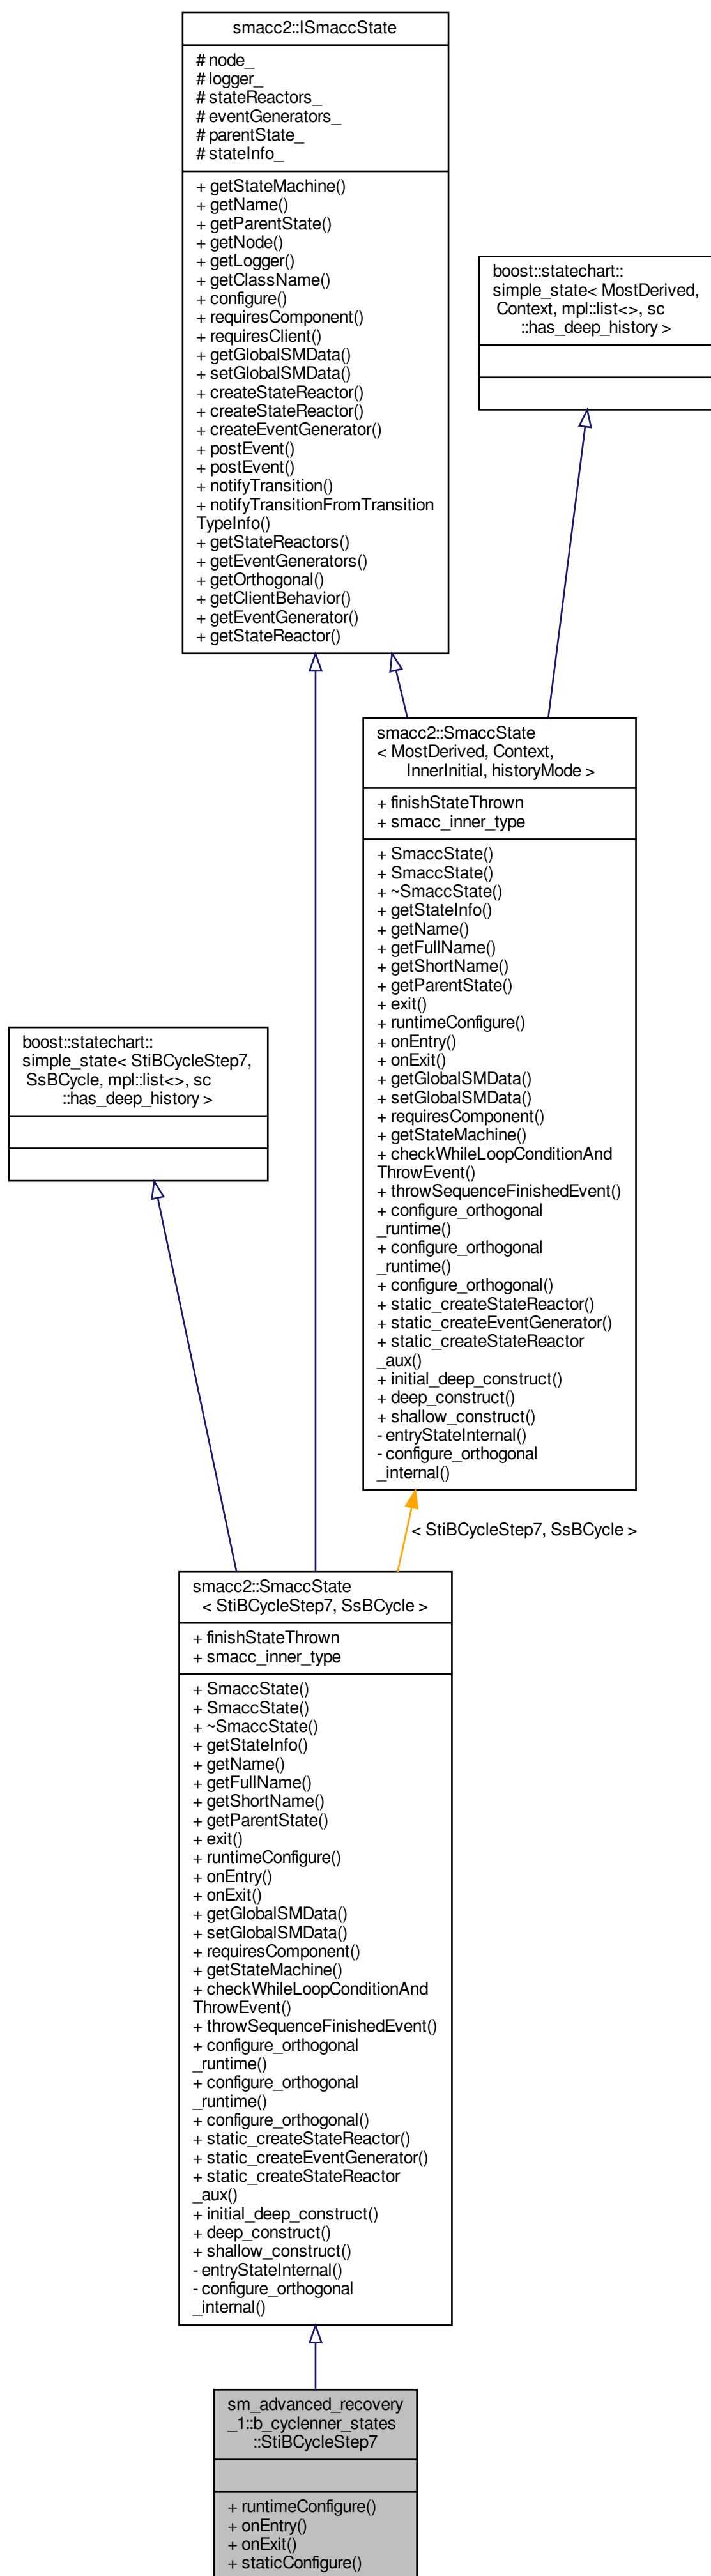 smacc2::ISmaccState
# node_
# logger_
# stateReactors_
# eventGenerators_
# parentState_
# stateInfo_
+ getStateMachine()
+ getName()
+ getParentState()
+ getNode()
+ getLogger()
+ getClassName()
+ configure()
+ requiresComponent()
+ requiresClient()
+ getGlobalSMData()
+ setGlobalSMData()
+ createStateReactor()
+ createStateReactor()
+ createEventGenerator()
+ postEvent()
+ postEvent()
+ notifyTransition()
+ notifyTransitionFromTransition
TypeInfo()
+ getStateReactors()
+ getEventGenerators()
+ getOrthogonal()
+ getClientBehavior()
+ getEventGenerator()
+ getStateReactor()
boost::statechart::
simple_state< MostDerived,
Context, mpl::list<>, sc
::has_deep_history >
smacc2::SmaccState
< MostDerived, Context,
InnerInitial, historyMode >
+ finishStateThrown
+ smacc_inner_type
+ SmaccState()
+ SmaccState()
+ ~SmaccState()
+ getStateInfo()
+ getName()
+ getFullName()
+ getShortName()
+ getParentState()
+ exit()
+ runtimeConfigure()
+ onEntry()
+ onExit()
+ getGlobalSMData()
+ setGlobalSMData()
+ requiresComponent()
+ getStateMachine()
+ checkWhileLoopConditionAnd
ThrowEvent()
+ throwSequenceFinishedEvent()
+ configure_orthogonal
_runtime()
+ configure_orthogonal
_runtime()
+ configure_orthogonal()
+ static_createStateReactor()
+ static_createEventGenerator()
+ static_createStateReactor
_aux()
+ initial_deep_construct()
+ deep_construct()
+ shallow_construct()
- entryStateInternal()
- configure_orthogonal
_internal()
boost::statechart::
simple_state< StiBCycleStep7,
SsBCycle, mpl::list<>, sc
::has_deep_history >
< StiBCycleStep7, SsBCycle >
smacc2::SmaccState
< StiBCycleStep7, SsBCycle >
+ finishStateThrown
+ smacc_inner_type
+ SmaccState()
+ SmaccState()
+ ~SmaccState()
+ getStateInfo()
+ getName()
+ getFullName()
+ getShortName()
+ getParentState()
+ exit()
+ runtimeConfigure()
+ onEntry()
+ onExit()
+ getGlobalSMData()
+ setGlobalSMData()
+ requiresComponent()
+ getStateMachine()
+ checkWhileLoopConditionAnd
ThrowEvent()
+ throwSequenceFinishedEvent()
+ configure_orthogonal
_runtime()
+ configure_orthogonal
_runtime()
+ configure_orthogonal()
+ static_createStateReactor()
+ static_createEventGenerator()
+ static_createStateReactor
_aux()
+ initial_deep_construct()
+ deep_construct()
+ shallow_construct()
- entryStateInternal()
- configure_orthogonal
_internal()
sm_advanced_recovery
_1::b_cyclenner_states
::StiBCycleStep7
+ runtimeConfigure()
+ onEntry()
+ onExit()
+ staticConfigure()